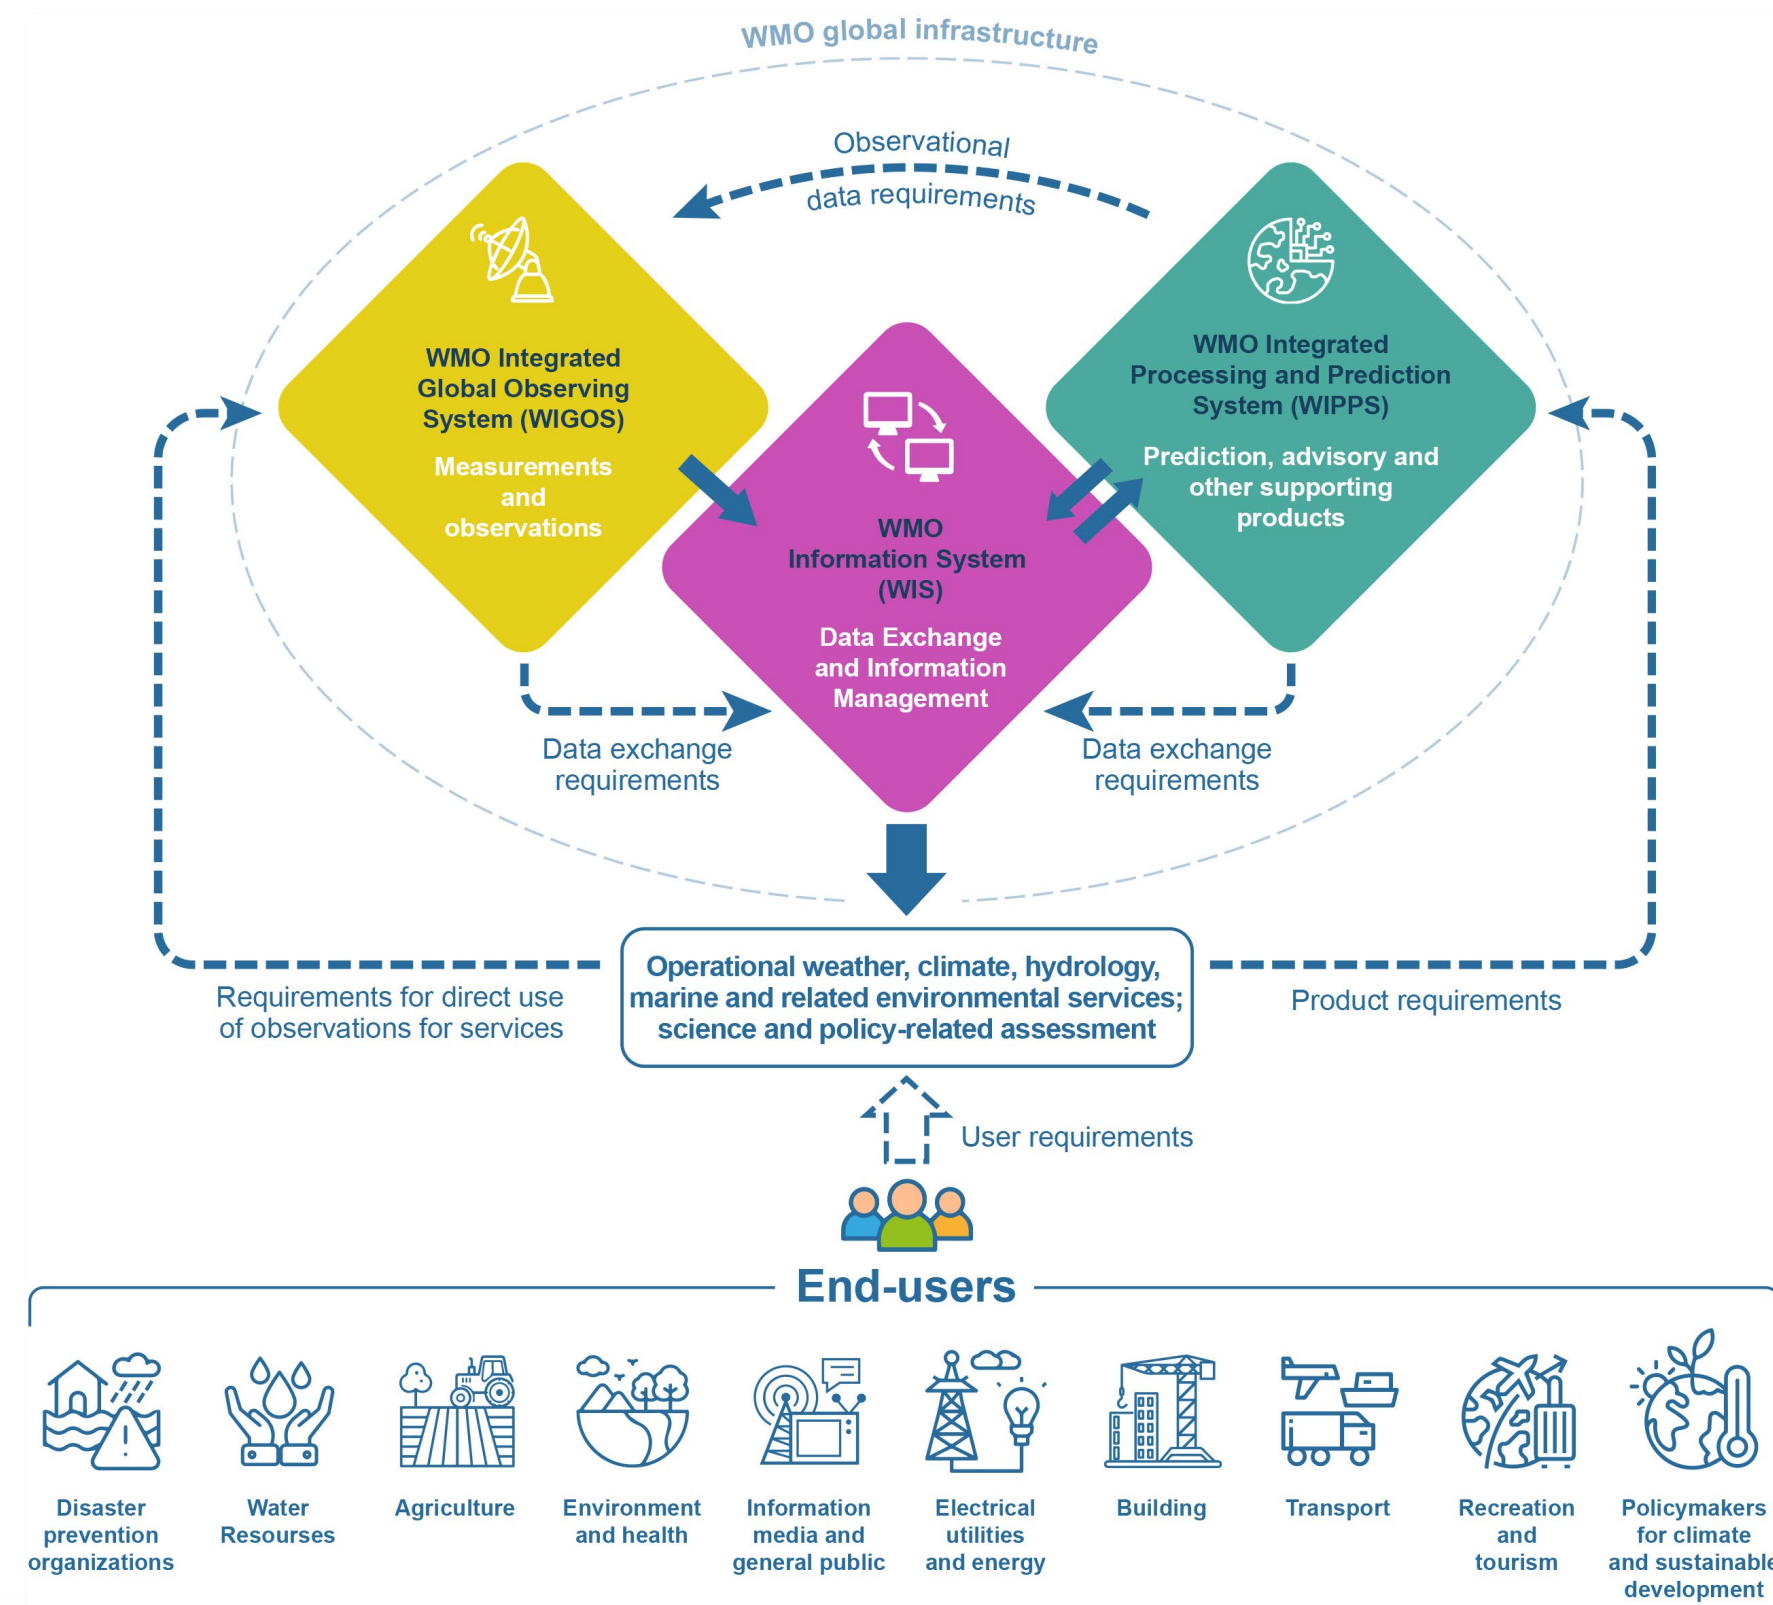 WMO global infrastructure
Observational
data requirements
WMO Integrated
Global Observing
System (WIGOS)
Measurements
and
observations
WMO Integrated
Processing and Prediction
System (WIPPS)
Prediction, advisory and
other supporting
products
WMO
Information System
(WIS)
Data Exchange
and Information
Management
Data exchange
requirements
Data exchange
requirements
Operational weather, climate, hydrology,
marine and related environmental services;
science and policy-related assessment
Requirements for direct use
of observations for services
Product requirements
User requirements
End-users
Disaster
prevention
organizations
Water
Resourses
Agriculture
Environment
and health
Information
media and
general public
Electrical
utilities
and energy
Building
Transport
Recreation
and
tourism
Policymakers
for climate
and sustainable
development